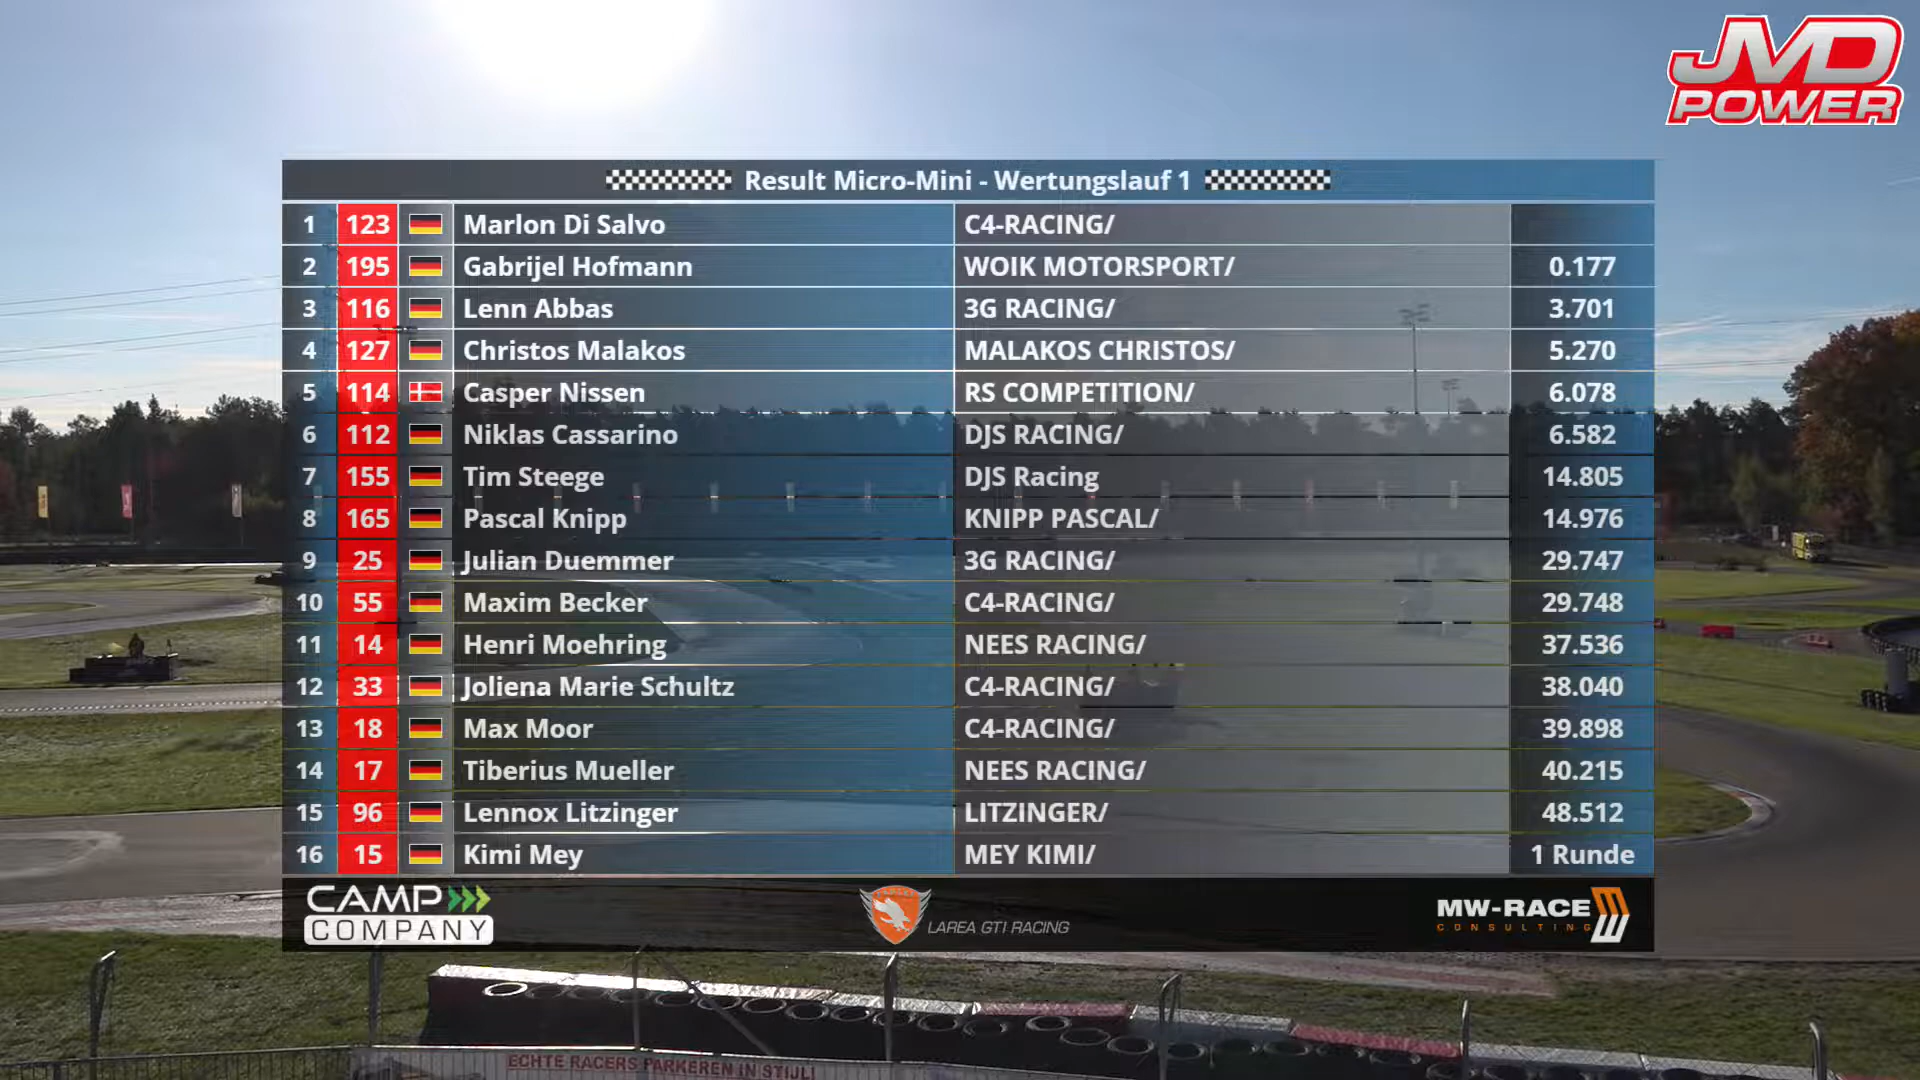 JMD
POWER
Result Micro-Mini - Wertungslauf 1
1 123 Marlon Di Salvo C4-RACING/
2 195 Gabrijel Hofmann WOIK MOTORSPORT/ 0.177
3 116 Lenn Abbas 3G RACING/ 3.701
4 127 Christos Malakos MALAKOS CHRISTOS/ 5.270
5 114 Casper Nissen RS COMPETITION/ 6.078
6 112 Niklas Cassarino DJS RACING/ 6.582
7 155 Tim Steege DJS Racing 14.805
8 165 Pascal Knipp KNIPP PASCAL/ 14.976
9 25 Julian Duemmer 3G RACING/ 29.747
10 55 Maxim Becker C4-RACING/ 29.748
11 14 Henri Moehring NEES RACING/ 37.536
12 33 Joliena Marie Schultz C4-RACING/ 38.040
13 18 Max Moor C4-RACING/ 39.898
14 17 Tiberius Mueller NEES RACING/ 40.215
15 96 Lennox Litzinger LITZINGER/ 48.512
16 15 Kimi Mey MEY KIMI/ 1 Runde
CAMP
COMPANY
LAREA GT1 RACING
MW-RACE
CONSULTING
ECHTE RACERS PARKEREN IN STIJL!